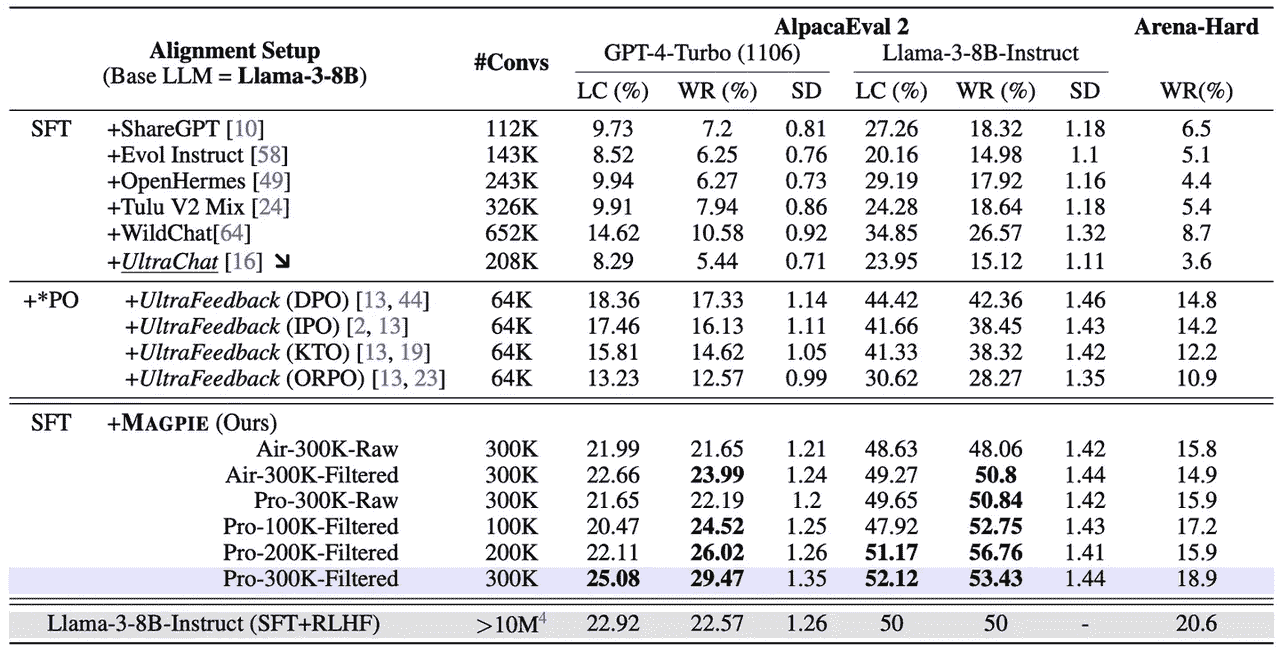 AlpacaEval 2 Arena-Hard
Alignment Setup #Convs GPT-4-Turbo (1106) Llama-3-8B-Instruct
(Base LLM = Llama-3-8B) LC (%) WR (%) SD LC (%) WR (%) SD WR(%)
SFT +ShareGPT [10] 112K 9.73 7.2 0.81 27.26 18.32 1.18 6.5
+Evol Instruct [58] 143K 8.52 6.25 0.76 20.16 14.98 1.1 5.1
+OpenHermes [49] 243K 9.94 6.27 0.73 29.19 17.92 1.16 4.4
+Tulu V2 Mix [24] 326K 9.91 7.94 0.86 24.28 18.64 1.18 5.4
+WildChat[64] 652K 14.62 10.58 0.92 34.85 26.57 1.32 8.7
+UltraChat [16] ➘ 208K 8.29 5.44 0.71 23.95 15.12 1.11 3.6
+*PO +UltraFeedback (DPO) [13, 44] 64K 18.36 17.33 1.14 44.42 42.36 1.46 14.8
+UltraFeedback (IPO) [2, 13] 64K 17.46 16.13 1.11 41.66 38.45 1.43 14.2
+UltraFeedback (KTO) [13, 19] 64K 15.81 14.62 1.05 41.33 38.32 1.42 12.2
+UltraFeedback (ORPO) [13, 23] 64K 13.23 12.57 0.99 30.62 28.27 1.35 10.9
SFT +MAGPIE (Ours)
Air-300K-Raw 300K 21.99 21.65 1.21 48.63 48.06 1.42 15.8
Air-300K-Filtered 300K 22.66 23.99 1.24 49.27 50.8 1.44 14.9
Pro-300K-Raw 300K 21.65 22.19 1.2 49.65 50.84 1.42 15.9
Pro-100K-Filtered 100K 20.47 24.52 1.25 47.92 52.75 1.43 17.2
Pro-200K-Filtered 200K 22.11 26.02 1.26 51.17 56.76 1.41 15.9
Pro-300K-Filtered 300K 25.08 29.47 1.35 52.12 53.43 1.44 18.9
Llama-3-8B-Instruct (SFT+RLHF) >10M4 22.92 22.57 1.26 50 50 - 20.6